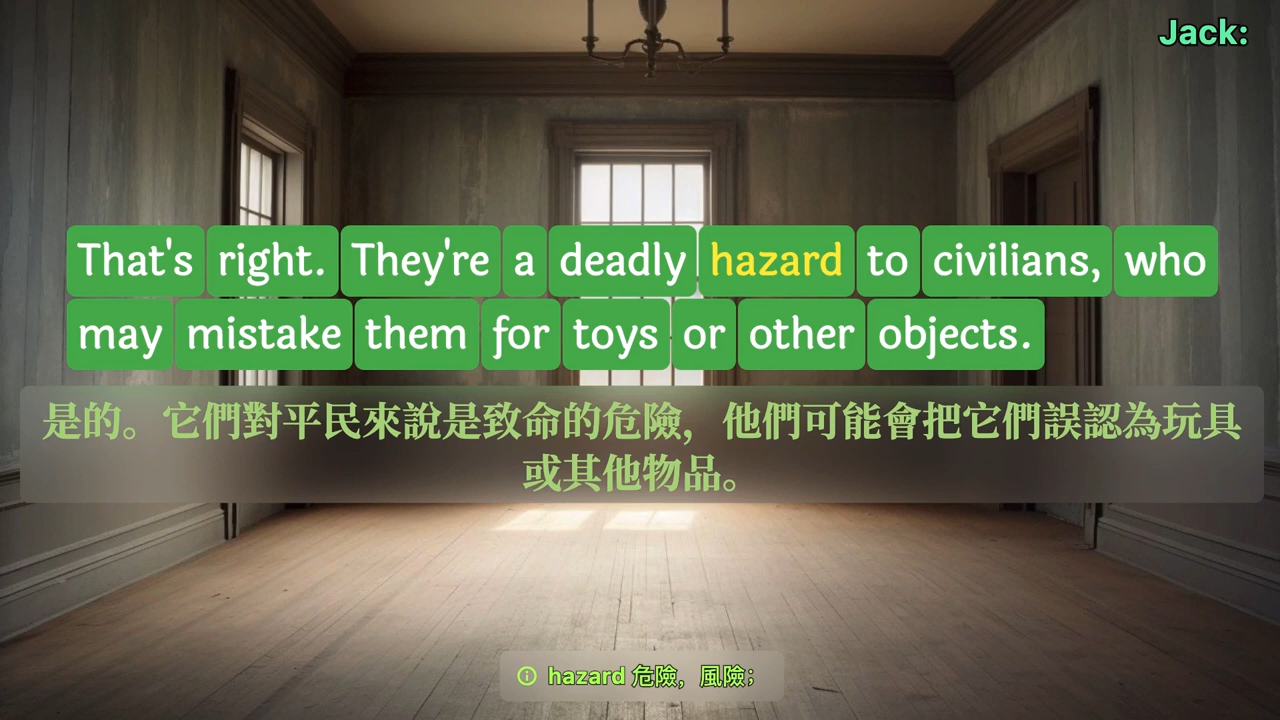 Jack:
That's right. They're a deadly hazard to civilians, who
may mistake them for toys or other objects.
是的。它們對平民來說是致命的危險，他們可能會把它們誤認為玩具
或其他物品。
hazard 危險，風險；